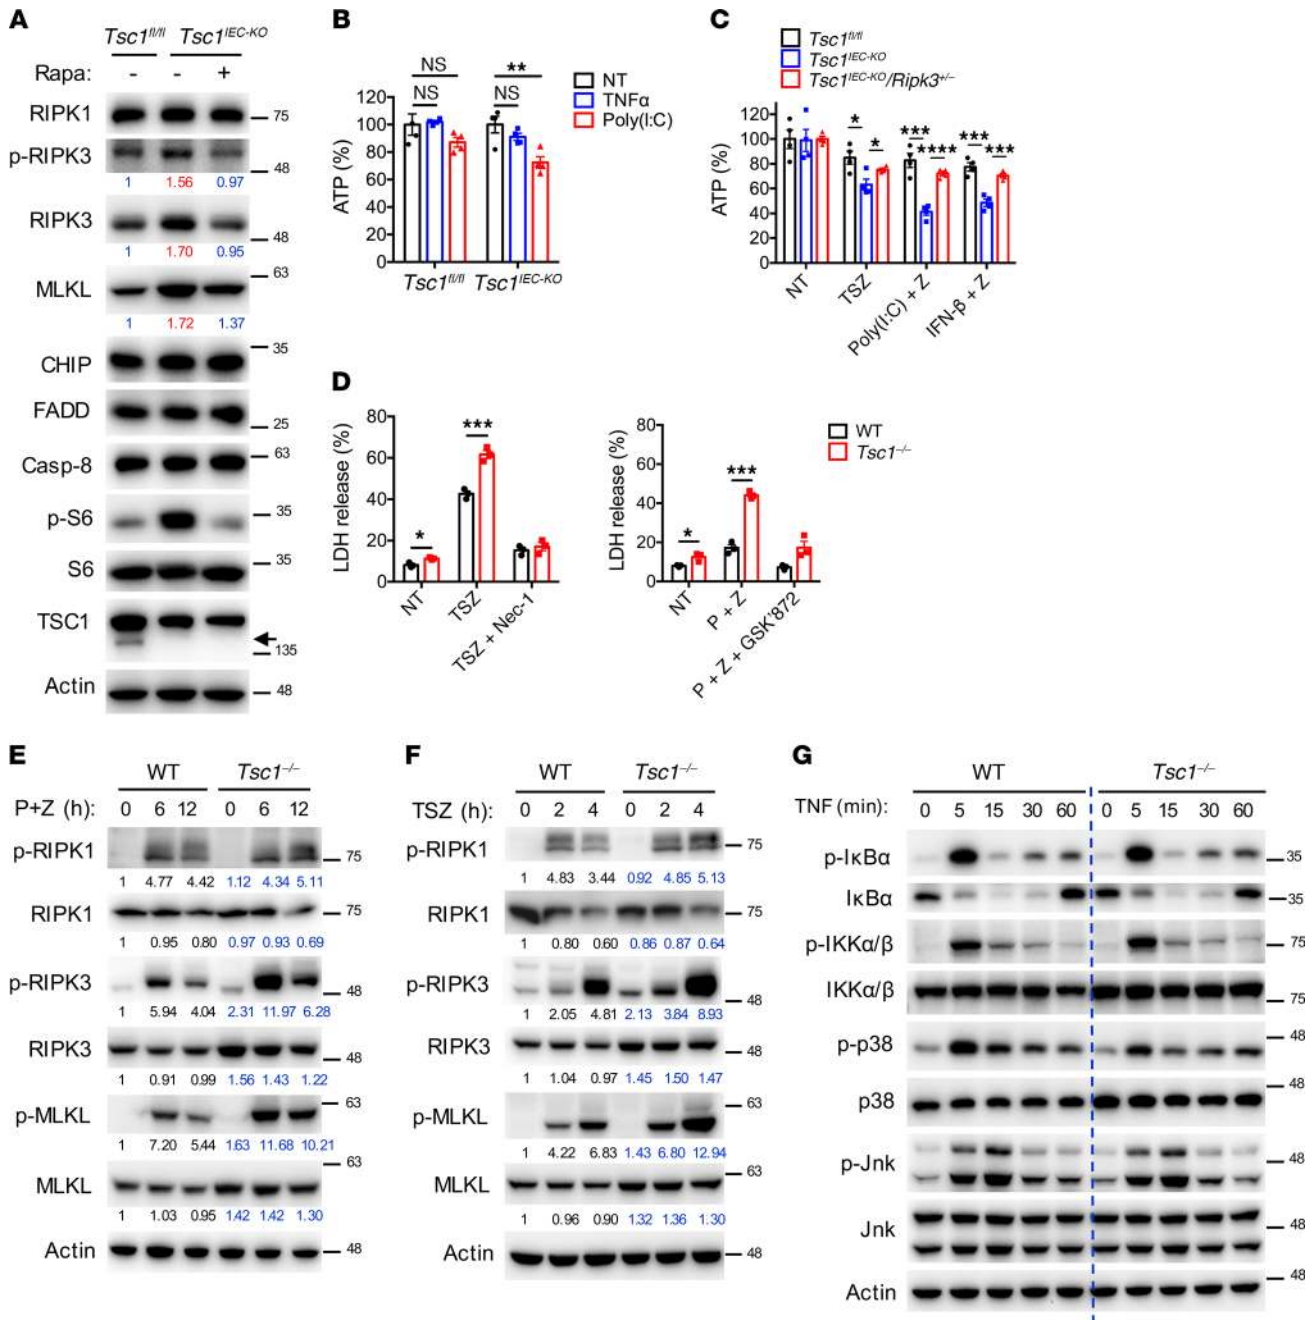 A
Tsc1fl/fl Tsc1IEC-KO
Rapa: - - +
RIPK1 75
p-RIPK3 48
1 1.56 0.97
RIPK3 48
1 1.70 0.95
MLKL 63
1 1.72 1.37
CHIP 35
FADD 25
Casp-8 63
p-S6 35
S6 35
TSC1 135
Actin 48
B
NS **
NS NS
NT
TNFα
Poly(I:C)
ATP (%)
120
100
80
60
40
20
0
Tsc1fl/fl Tsc1IEC-KO
C
Tsc1fl/fl
Tsc1IEC-KO
Tsc1IEC-KO/Ripk3+/–
* *** ***
* **** ***
ATP (%)
120
100
80
60
40
20
0
NT TSZ Poly(I:C) + Z IFN-β + Z
D
LDH release (%)
80
60
40
20
0
* ***
NT TSZ TSZ + Nec-1
LDH release (%)
80
60
40
20
0
* ***
NT P + Z P + Z + GSK'872
WT
Tsc1–/–
E
WT Tsc1–/–
P+Z (h): 0 6 12 0 6 12
p-RIPK1 75
1 4.77 4.42 1.12 4.34 5.11
RIPK1 75
1 0.95 0.80 0.97 0.93 0.69
p-RIPK3 48
1 5.94 4.04 2.31 11.97 6.28
RIPK3 48
1 0.91 0.99 1.56 1.43 1.22
p-MLKL 63
1 7.20 5.44 1.63 11.68 10.21
MLKL 63
1 1.03 0.95 1.42 1.42 1.30
Actin 48
F
WT Tsc1–/–
TSZ (h): 0 2 4 0 2 4
p-RIPK1 75
1 4.83 3.44 0.92 4.85 5.13
RIPK1 75
1 0.80 0.60 0.86 0.87 0.64
p-RIPK3 48
1 2.05 4.81 2.13 3.84 8.93
RIPK3 48
1 1.04 0.97 1.45 1.50 1.47
p-MLKL 63
1 4.22 6.83 1.43 6.80 12.94
MLKL 63
1 0.96 0.90 1.32 1.36 1.30
Actin 48
G
WT Tsc1–/–
TNF (min): 0 5 15 30 60 0 5 15 30 60
p-IκBα 35
IκBα 35
p-IKKα/β 75
IKKα/β 75
p-p38 48
p38 48
p-Jnk 48
Jnk 48
Actin 48